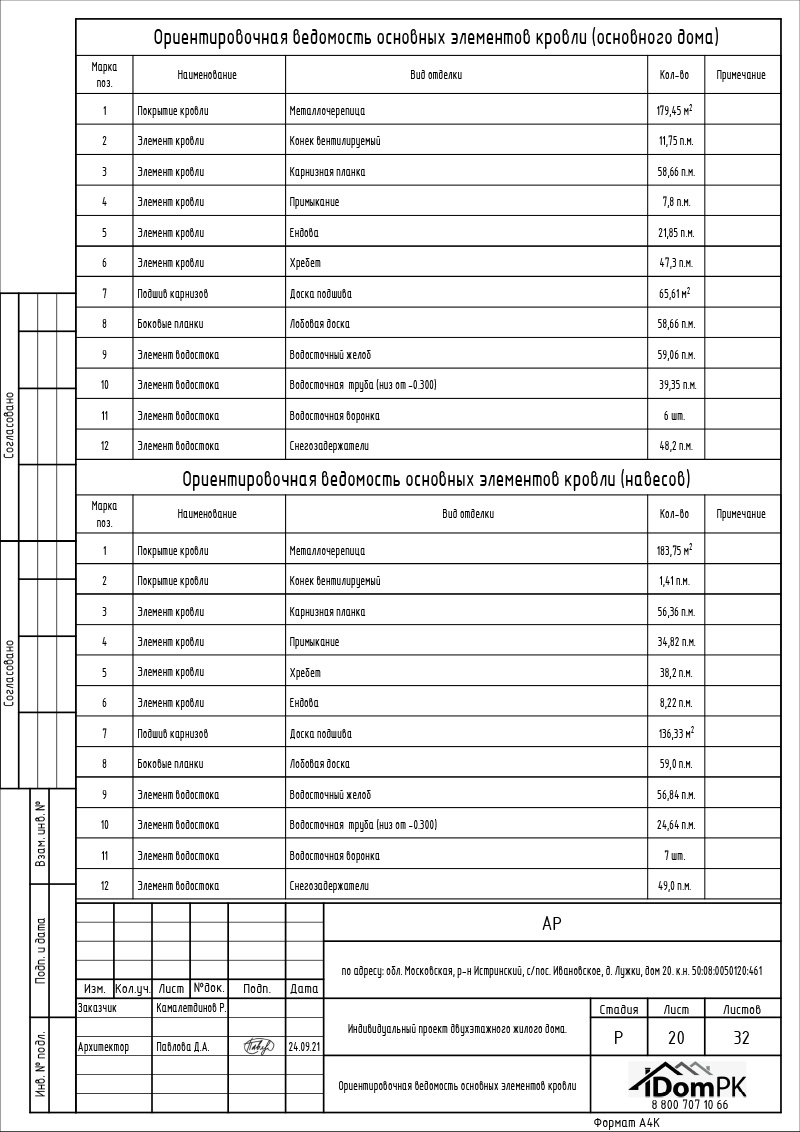 Ориентировочная ведомость основных элементов кровли (основного дома)
Марка поз. Наименование Вид отделки Кол-во Примечание
1 Покрытие кровли Металлочерепица 179,45 м²
2 Элемент кровли Конек вентилируемый 11,75 п.м.
3 Элемент кровли Карнизная планка 58,66 п.м.
4 Элемент кровли Примыкание 7,8 п.м.
5 Элемент кровли Ендова 21,85 п.м.
6 Элемент кровли Хребет 47,3 п.м.
7 Подшив карнизов Доска подшива 65,61 м²
8 Боковые планки Лобовая доска 58,66 п.м.
9 Элемент водостока Водосточный желоб 59,06 п.м.
10 Элемент водостока Водосточная труба (низ от -0.300) 39,35 п.м.
11 Элемент водостока Водосточная воронка 6 шт.
12 Элемент водостока Снегозадержатели 48,2 п.м.
Ориентировочная ведомость основных элементов кровли (навесов)
Марка поз. Наименование Вид отделки Кол-во Примечание
1 Покрытие кровли Металлочерепица 183,75 м²
2 Покрытие кровли Конек вентилируемый 1,41 п.м.
3 Элемент кровли Карнизная планка 56,36 п.м.
4 Элемент кровли Примыкание 34,82 п.м.
5 Элемент кровли Хребет 38,2 п.м.
6 Элемент кровли Ендова 8,22 п.м.
7 Подшив карнизов Доска подшива 136,33 м²
8 Боковые планки Лобовая доска 59,0 п.м.
9 Элемент водостока Водосточный желоб 56,84 п.м.
10 Элемент водостока Водосточная труба (низ от -0.300) 24,64 п.м.
11 Элемент водостока Водосточная воронка 7 шт.
12 Элемент водостока Снегозадержатели 49,0 п.м.
Согласовано
Согласовано
Взам. инв. №
Подп. и дата
Инв. № подл.
АР
по адресу: обл. Московская, р-н Истринский, с/пос. Ивановское, д. Лужки, дом 20. к.н. 50:08:0050120:461
Изм. Кол.уч. Лист №док. Подп. Дата
Заказчик Камалетдинов Р.
Архитектор Павлова Д.А. Павлу 24.09.21
Индивидуальный проект двухэтажного жилого дома.
Стадия Лист Листов
Р 20 32
Ориентировочная ведомость основных элементов кровли
iDomPK
8 800 707 10 66
Формат А4К